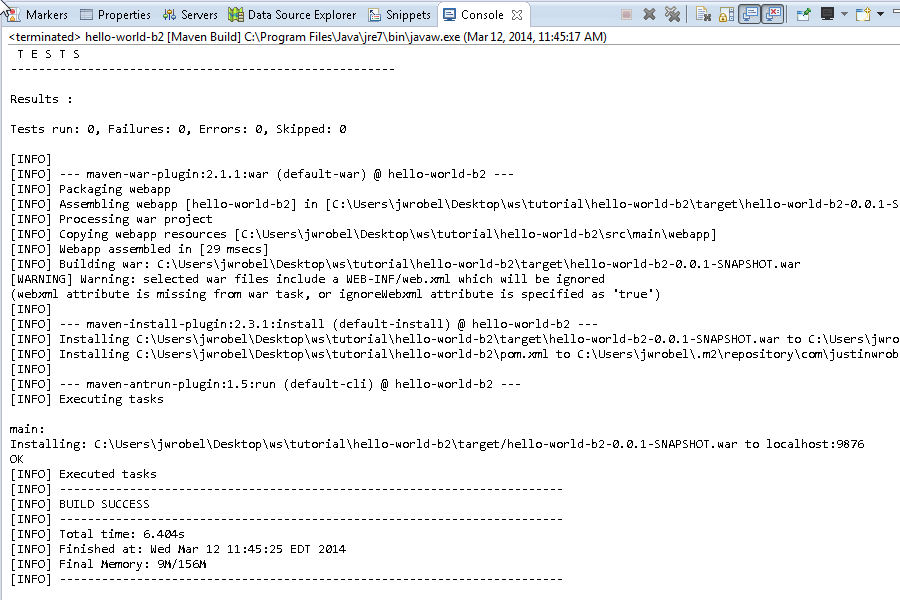 Markers Properties Servers Data Source Explorer Snippets Console
<terminated> hello-world-b2 [Maven Build] C:\Program Files\Java\jre7\bin\javaw.exe (Mar 12, 2014, 11:45:17 AM)
T E S T S
-------------------------------------------------------
Results :
Tests run: 0, Failures: 0, Errors: 0, Skipped: 0
[INFO]
[INFO] --- maven-war-plugin:2.1.1:war (default-war) @ hello-world-b2 ---
[INFO] Packaging webapp
[INFO] Assembling webapp [hello-world-b2] in [C:\Users\jwrobel\Desktop\ws\tutorial\hello-world-b2\target\hello-world-b2-0.0.1-S
[INFO] Processing war project
[INFO] Copying webapp resources [C:\Users\jwrobel\Desktop\ws\tutorial\hello-world-b2\src\main\webapp]
[INFO] Webapp assembled in [29 msecs]
[INFO] Building war: C:\Users\jwrobel\Desktop\ws\tutorial\hello-world-b2\target\hello-world-b2-0.0.1-SNAPSHOT.war
[WARNING] Warning: selected war files include a WEB-INF/web.xml which will be ignored
(webxml attribute is missing from war task, or ignoreWebxml attribute is specified as 'true')
[INFO]
[INFO] --- maven-install-plugin:2.3.1:install (default-install) @ hello-world-b2 ---
[INFO] Installing C:\Users\jwrobel\Desktop\ws\tutorial\hello-world-b2\target\hello-world-b2-0.0.1-SNAPSHOT.war to C:\Users\jwro
[INFO] Installing C:\Users\jwrobel\Desktop\ws\tutorial\hello-world-b2\pom.xml to C:\Users\jwrobel\.m2\repository\com\justinwrob
[INFO]
[INFO] --- maven-antrun-plugin:1.5:run (default-cli) @ hello-world-b2 ---
[INFO] Executing tasks
main:
Installing: C:\Users\jwrobel\Desktop\ws\tutorial\hello-world-b2\target/hello-world-b2-0.0.1-SNAPSHOT.war to localhost:9876
OK
[INFO] Executed tasks
[INFO] ------------------------------------------------------------------------
[INFO] BUILD SUCCESS
[INFO] ------------------------------------------------------------------------
[INFO] Total time: 6.404s
[INFO] Finished at: Wed Mar 12 11:45:25 EDT 2014
[INFO] Final Memory: 9M/156M
[INFO] ------------------------------------------------------------------------